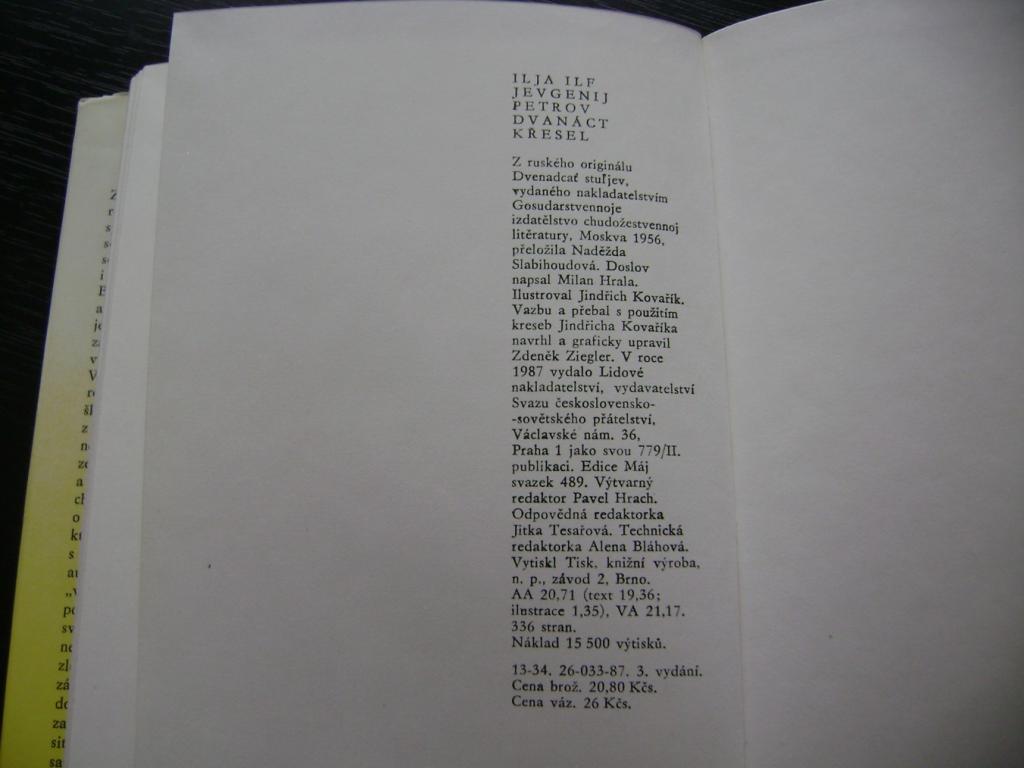 ILJA ILF
JEVGENIJ
PETROV
DVANÁCT
KŘESEL
Z ruského originálu
Dvenadcať stuľjev,
vydaného nakladatelstvím
Gosudarstvennoje
izdatělstvo chudožestvennoj
litěratury, Moskva 1956,
přeložila Naděžda
Slabihoudová. Doslov
napsal Milan Hrala.
Ilustroval Jindřich Kovařík.
Vazbu a přebal s použitím
kreseb Jindřicha Kovaříka
navrhl a graficky upravil
Zdeněk Ziegler. V roce
1987 vydalo Lidové
nakladatelství, vydavatelství
Svazu československo-
-sovětského přátelství,
Václavské nám. 36,
Praha 1 jako svou 779/II.
publikaci. Edice Máj
svazek 489. Výtvarný
redaktor Pavel Hrach.
Odpovědná redaktorka
Jitka Tesařová. Technická
redaktorka Alena Bláhová.
Vytiskl Tisk, knižní výroba,
n. p., závod 2, Brno.
AA 20,71 (text 19,36;
ilustrace 1,35), VA 21,17.
336 stran.
Náklad 15 500 výtisků.
13-34. 26-033-87. 3. vydání.
Cena brož. 20,80 Kčs.
Cena váz. 26 Kčs.